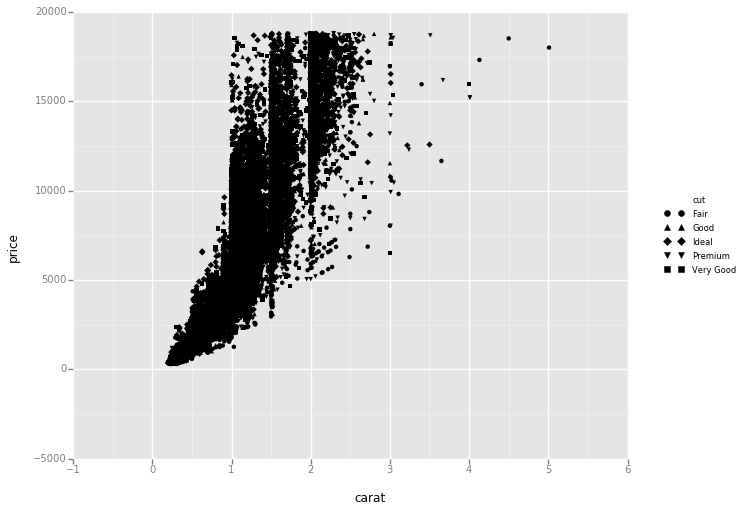 20000
15000
10000
5000
0
−5000
−1
0
1
2
3
4
5
6
price
carat
cut
Fair
Good
Ideal
Premium
Very Good